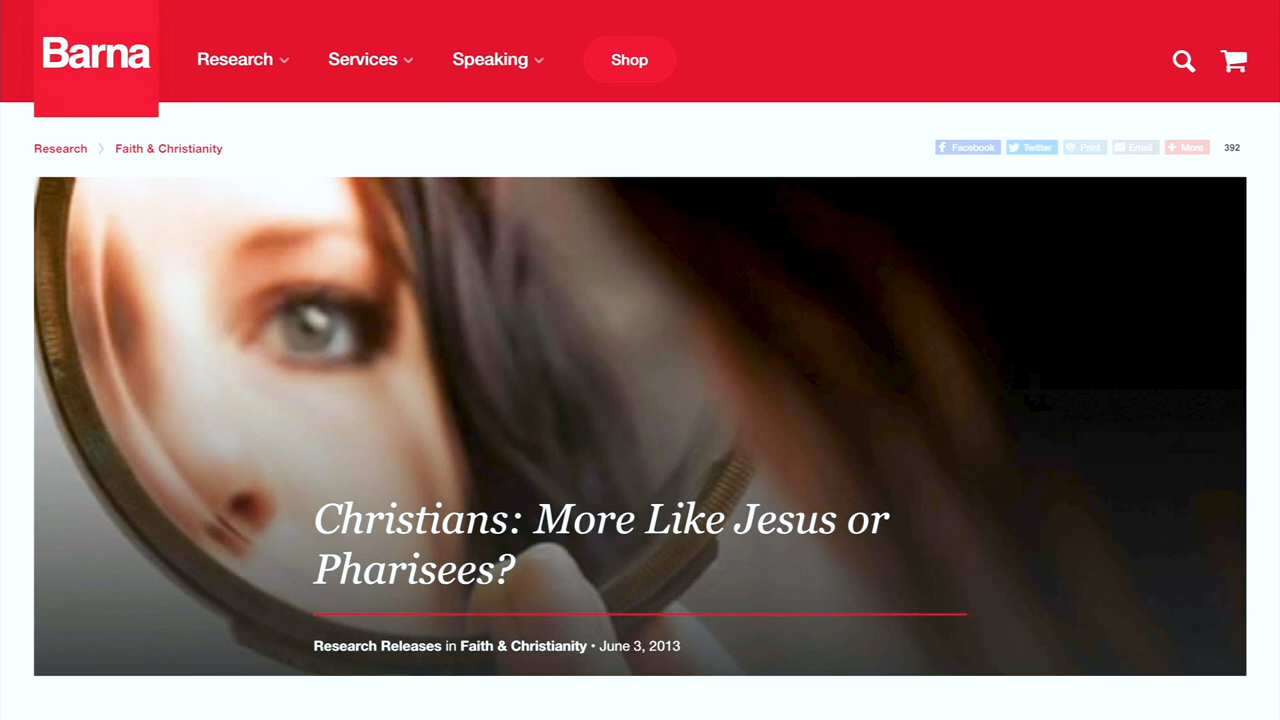 Barna
Research
Services
Speaking
Shop
Research
Faith & Christianity
Facebook
Twitter
Print
Email
More
392
Christians: More Like Jesus or
Pharisees?
Research Releases in Faith & Christianity • June 3, 2013